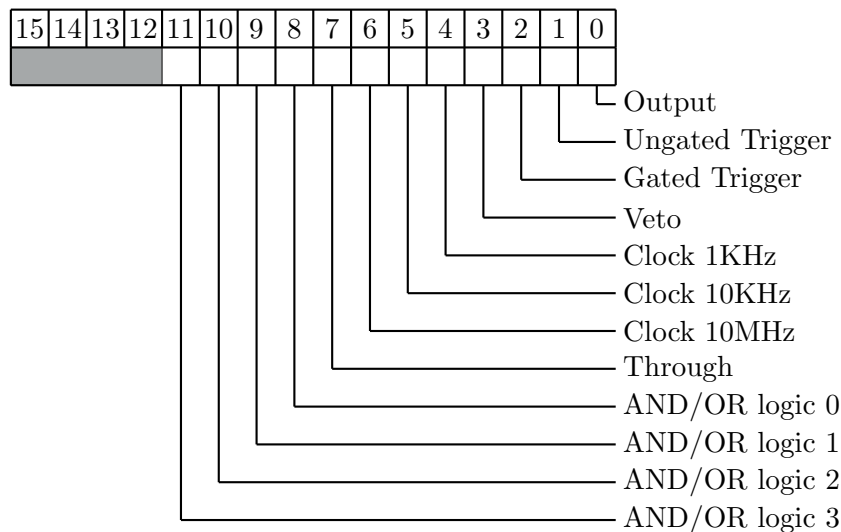 15 14 13 12 11 10 9 8 7 6 5 4 3 2 1 0
Output
Ungated Trigger
Gated Trigger
Veto
Clock 1KHz
Clock 10KHz
Clock 10MHz
Through
AND/OR logic 0
AND/OR logic 1
AND/OR logic 2
AND/OR logic 3